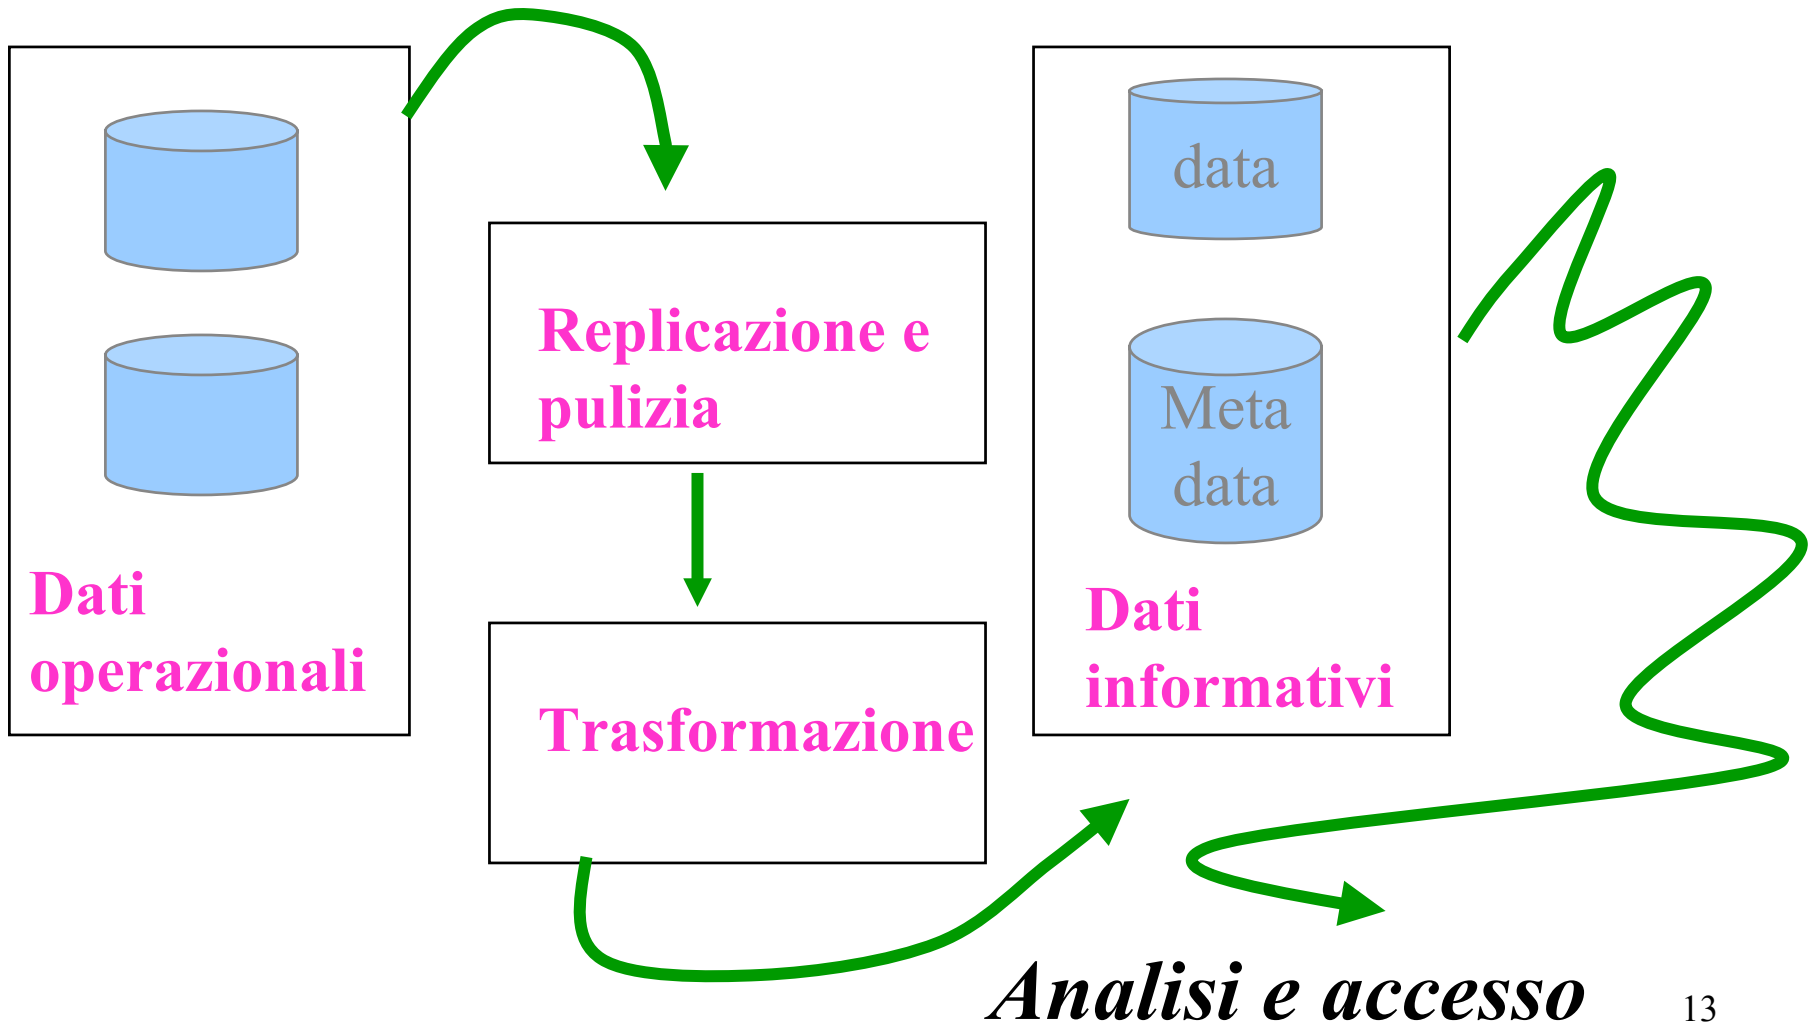 Dati
operazionali
Replicazione e
pulizia
Trasformazione
data
Meta
data
Dati
informativi
Analisi e accesso
13